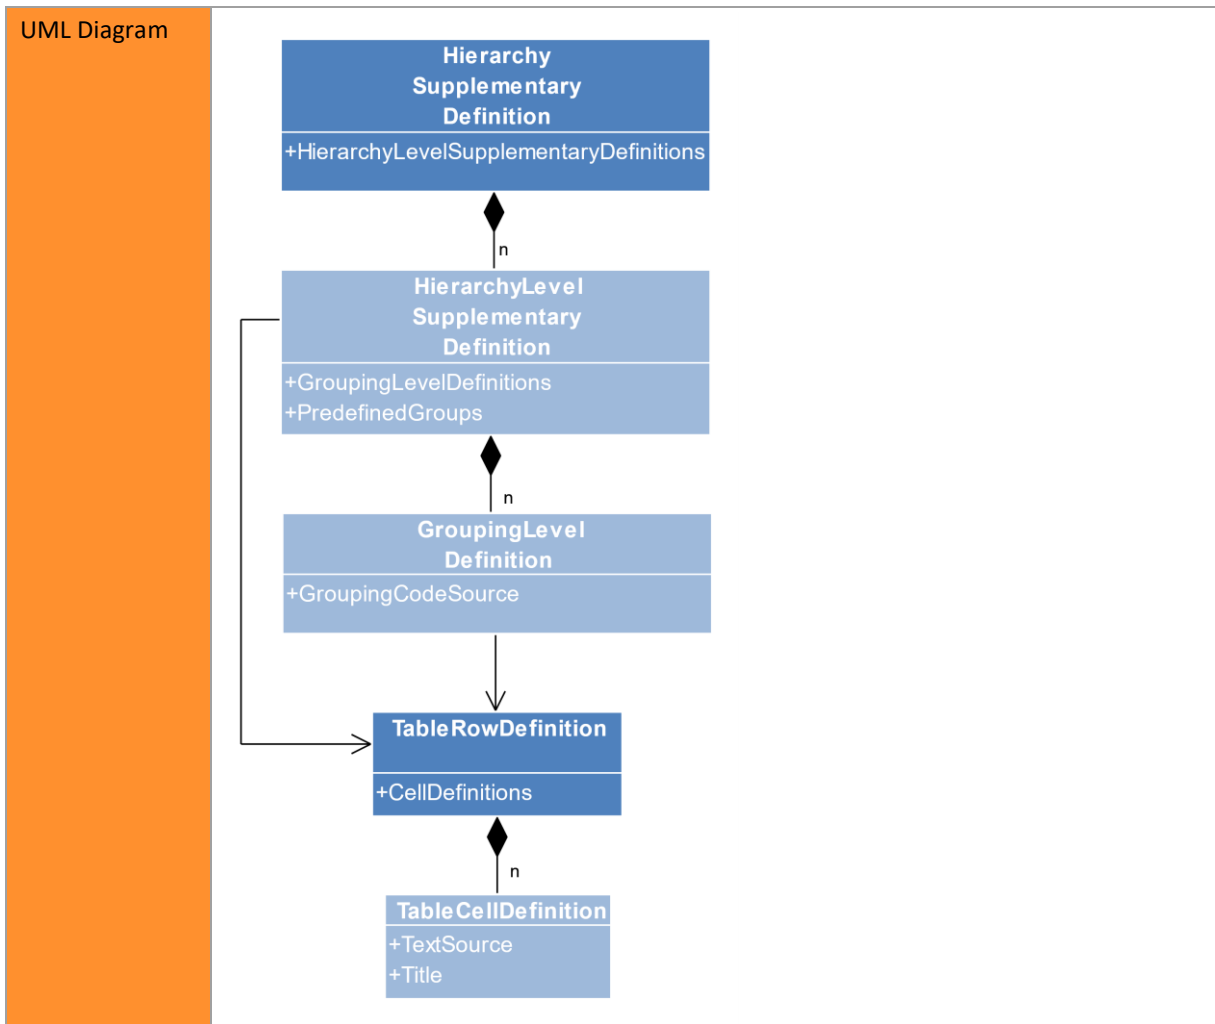 UML Diagram
Hierarchy
Supplementary
Definition
+HierarchyLevelSupplementaryDefinitions
n
HierarchyLevel
Supplementary
Definition
+GroupingLevelDefinitions
+PredefinedGroups
n
GroupingLevel
Definition
+GroupingCodeSource
TableRowDefinition
+CellDefinitions
n
TableCellDefinition
+TextSource
+Title